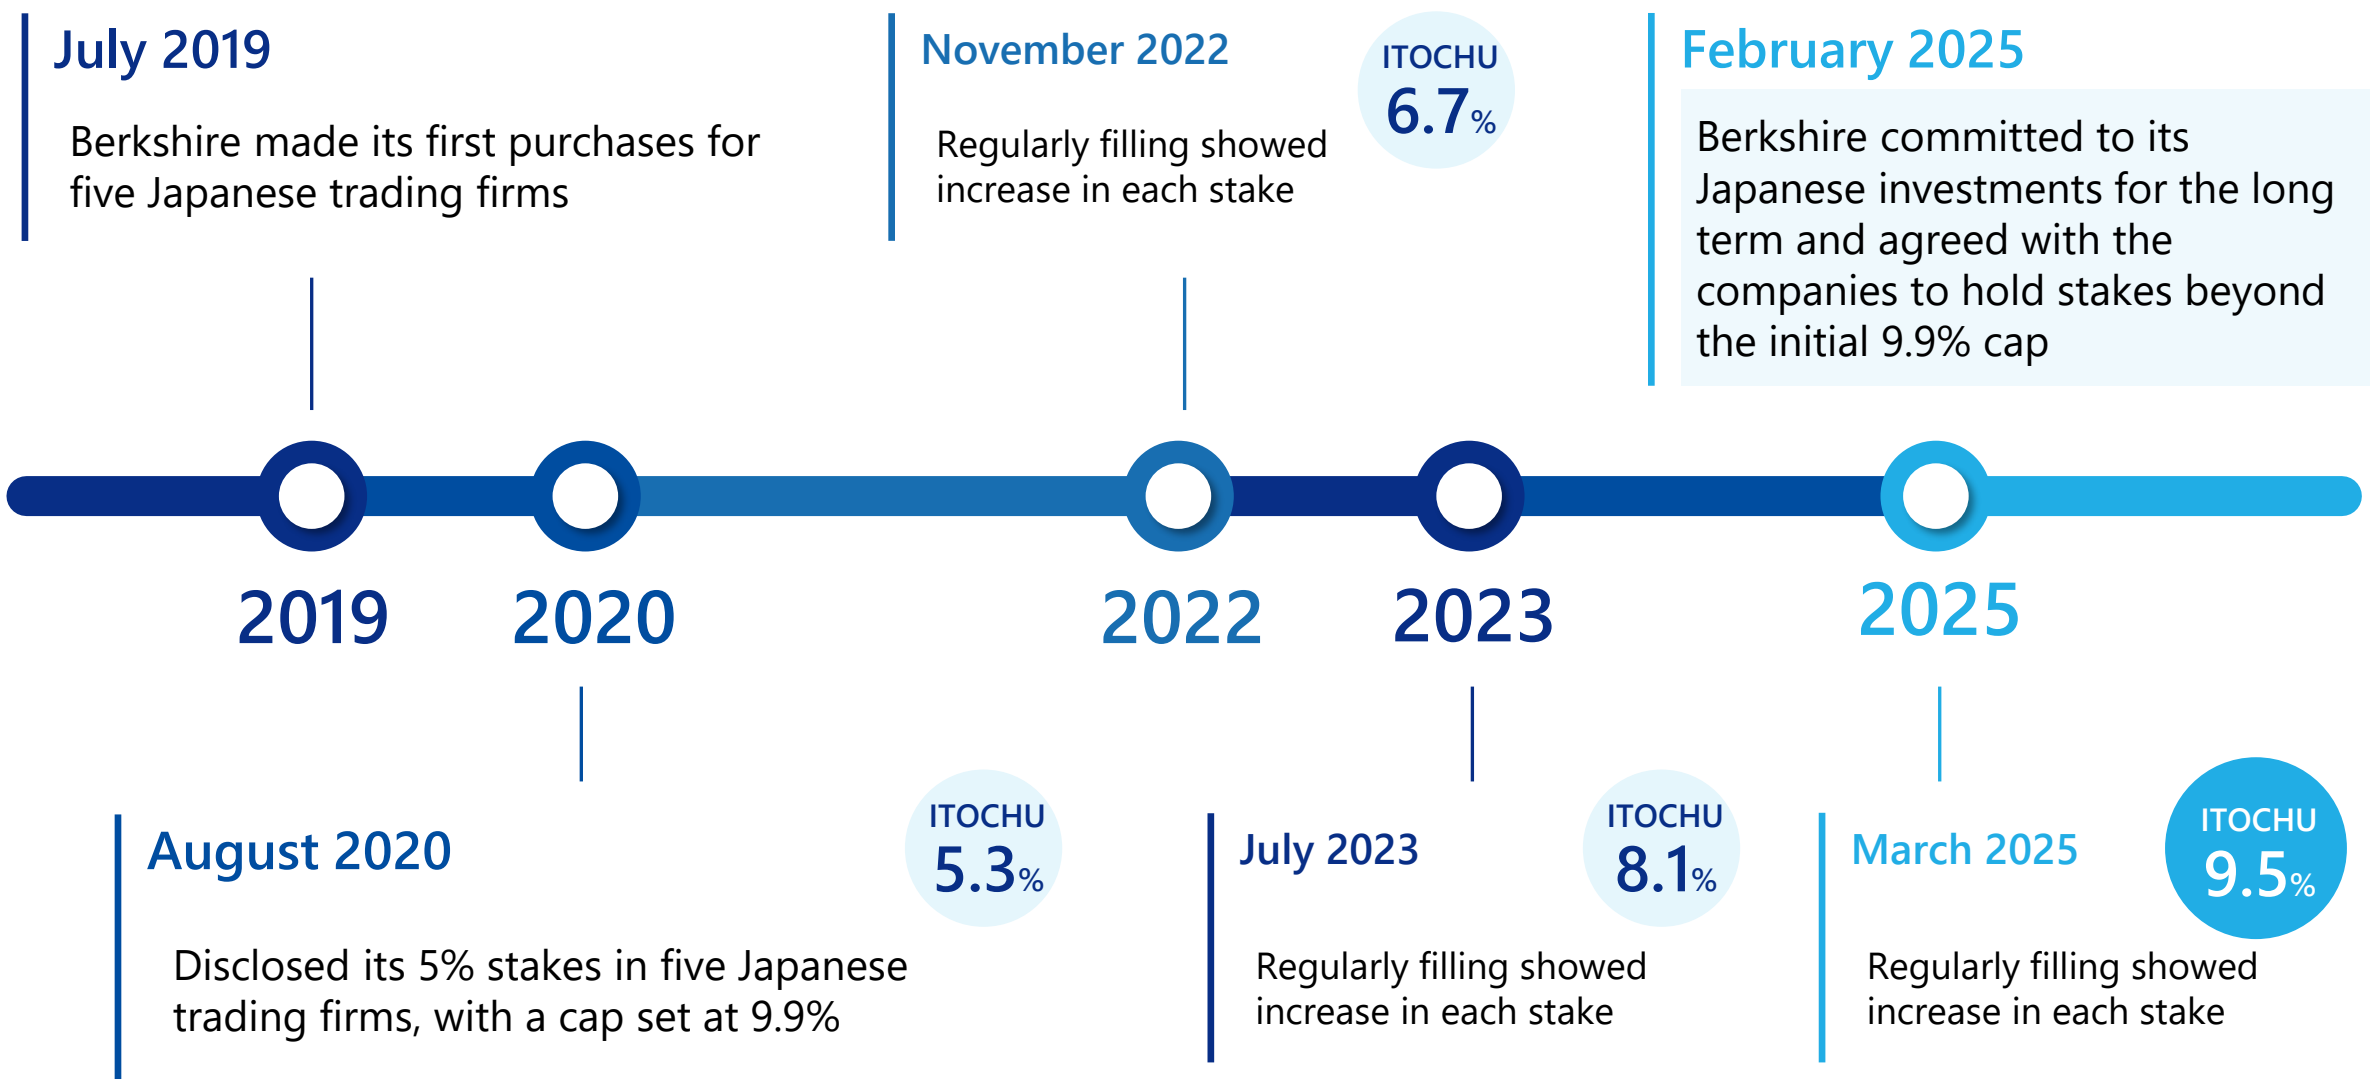 July 2019
Berkshire made its first purchases for
five Japanese trading firms
November 2022
ITOCHU
6.7%
Regularly filling showed
increase in each stake
February 2025
Berkshire committed to its
Japanese investments for the long
term and agreed with the
companies to hold stakes beyond
the initial 9.9% cap
2019
2020
2022
2023
2025
August 2020
ITOCHU
5.3%
Disclosed its 5% stakes in five Japanese
trading firms, with a cap set at 9.9%
July 2023
ITOCHU
8.1%
Regularly filling showed
increase in each stake
March 2025
ITOCHU
9.5%
Regularly filling showed
increase in each stake